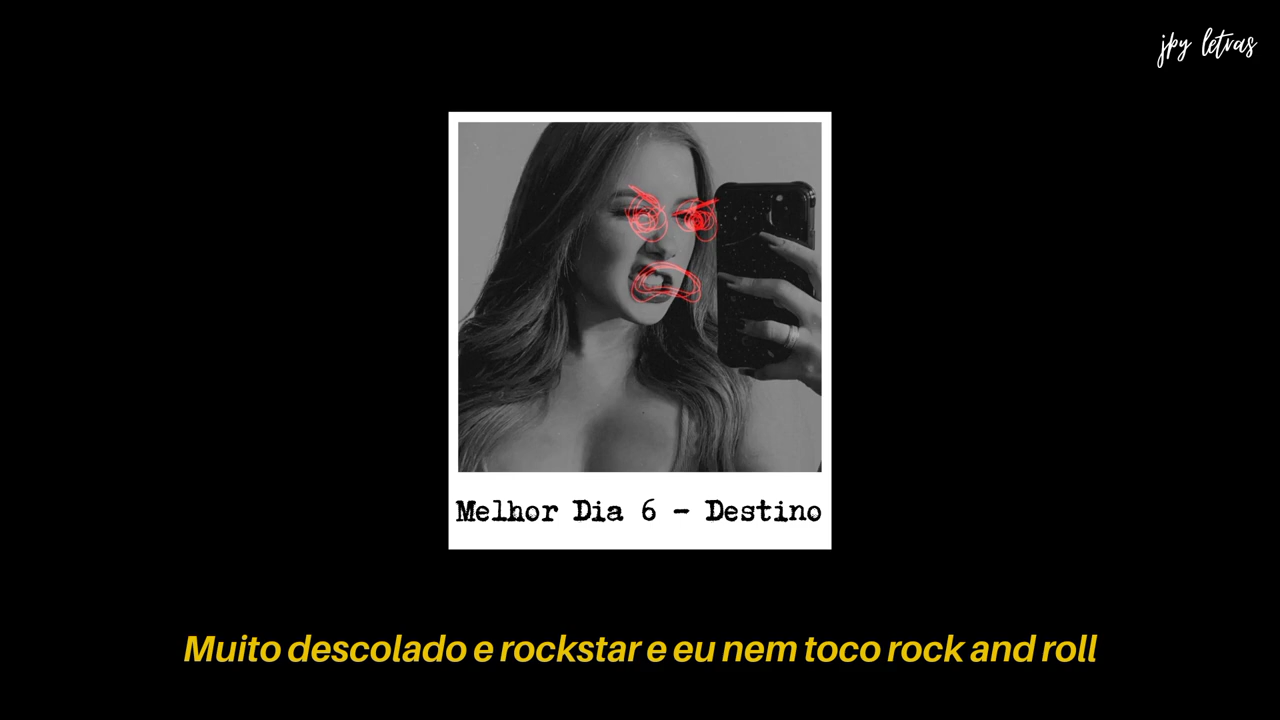 jpy letras
Melhor Dia 6 - Destino
Muito descolado e rockstar e eu nem toco rock and roll